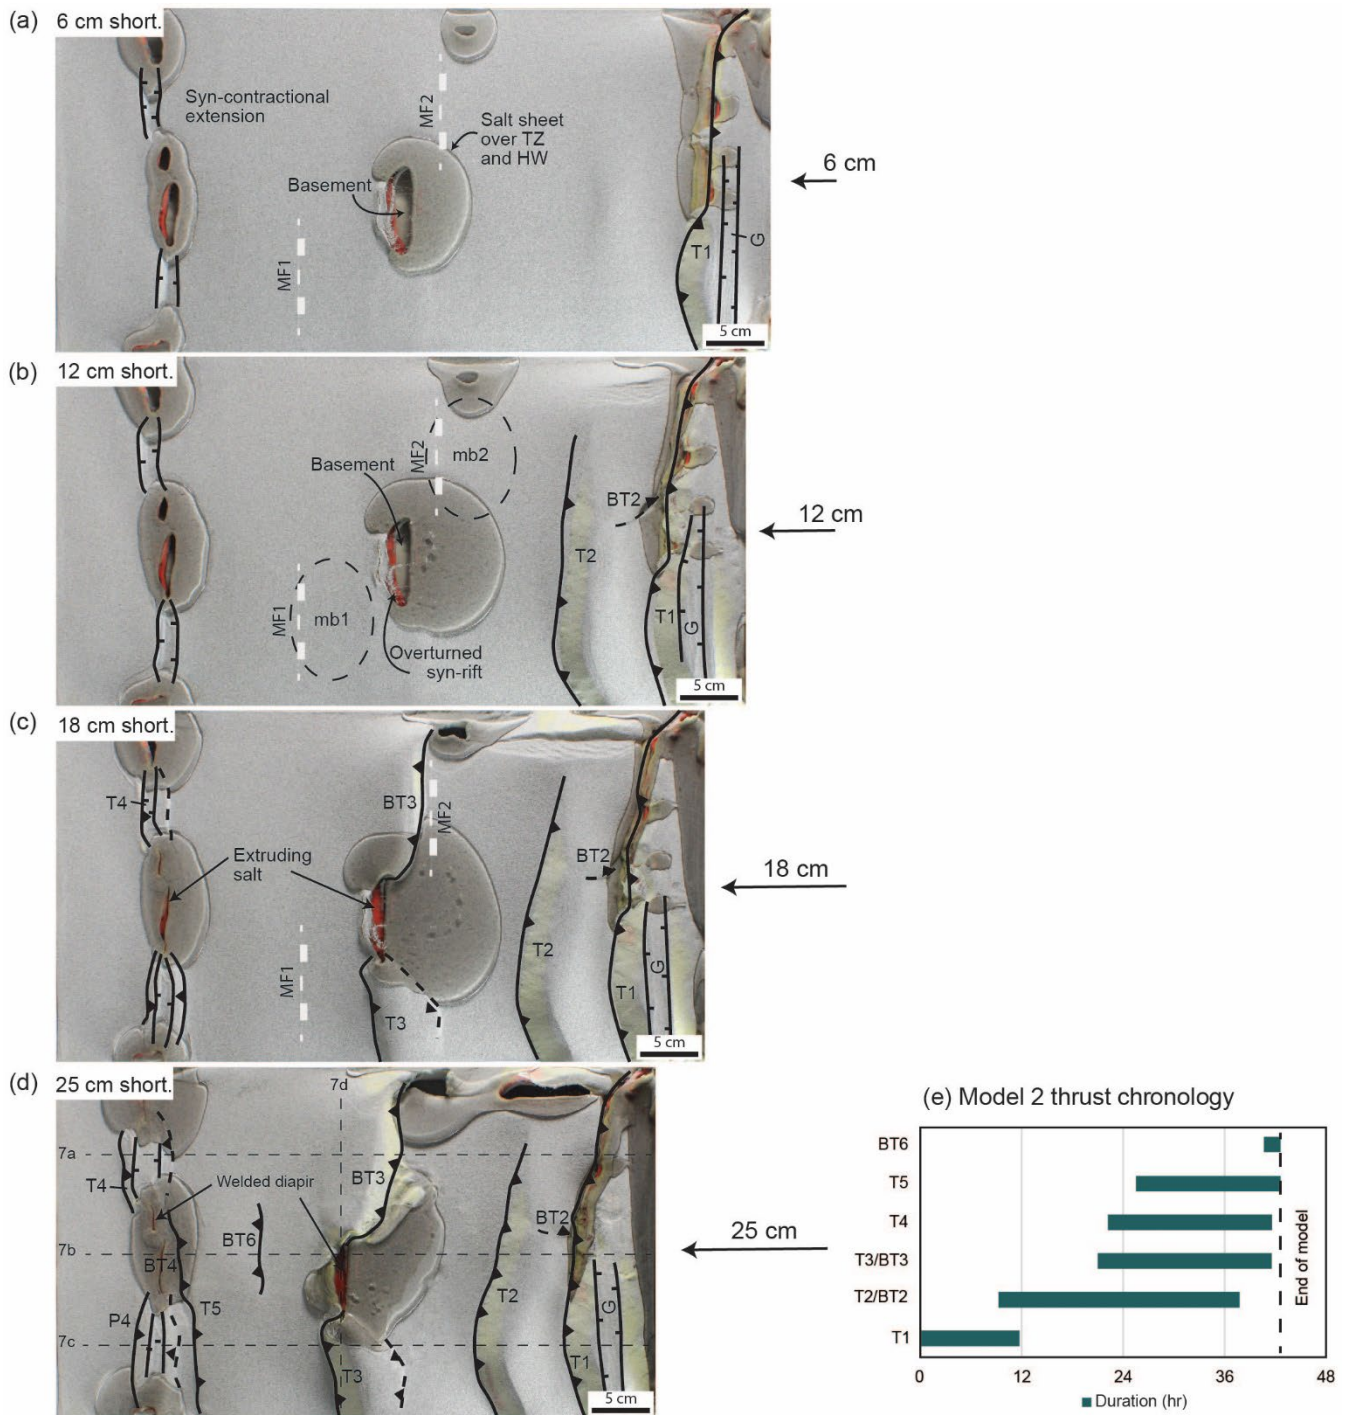 (a)
6 cm short.
Syn-contractional
extension
MF2
Salt sheet
over TZ
and HW
Basement
MF1
T1
G
5 cm
6 cm
(b)
12 cm short.
MF2
mb2
Basement
BT2
T2
MF1
mb1
T1
G
Overturned
syn-rift
5 cm
12 cm
(c)
18 cm short.
T4
BT3
MF2
Extruding
salt
BT2
T2
MF1
T3
T1
G
5 cm
18 cm
(d)
25 cm short.
7d
7a
T4
Welded diapir
BT3
BT2
BT6
7b
BT4
P4
T5
T2
G
7c
T3
T1
5 cm
25 cm
(e) Model 2 thrust chronology
BT6
T5
T4
T3/BT3
T2/BT2
T1
End of model
0 12 24 36 48
Duration (hr)